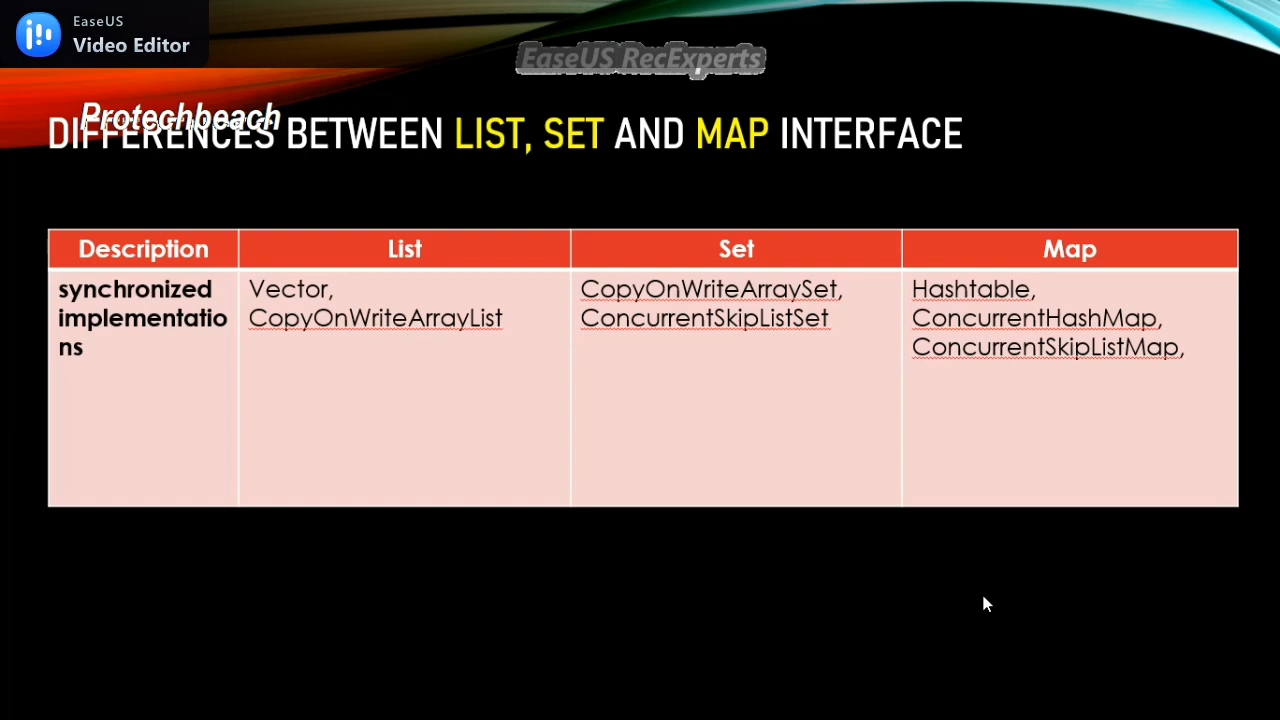 EaseUS
Video Editor
EaseUS RecExperts
Protechbeach
DIFFERENCES BETWEEN LIST, SET AND MAP INTERFACE
Description List Set Map
synchronized
implementatio
ns
Vector,
CopyOnWriteArrayList
CopyOnWriteArraySet,
ConcurrentSkipListSet
Hashtable,
ConcurrentHashMap,
ConcurrentSkipListMap,